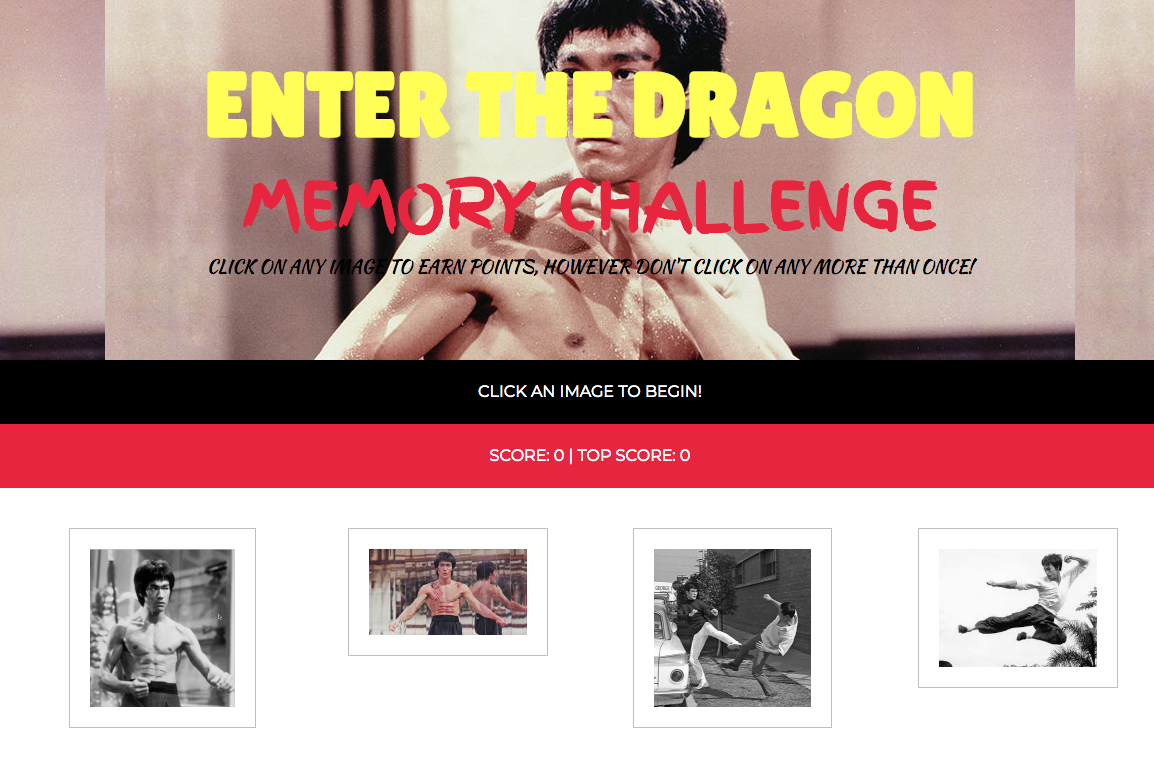 ENTER THE DRAGON
MEMORY CHALLENGE
CLICK ON ANY IMAGE TO EARN POINTS, HOWEVER DON'T CLICK ON ANY MORE THAN ONCE!
CLICK AN IMAGE TO BEGIN!
SCORE: 0 | TOP SCORE: 0